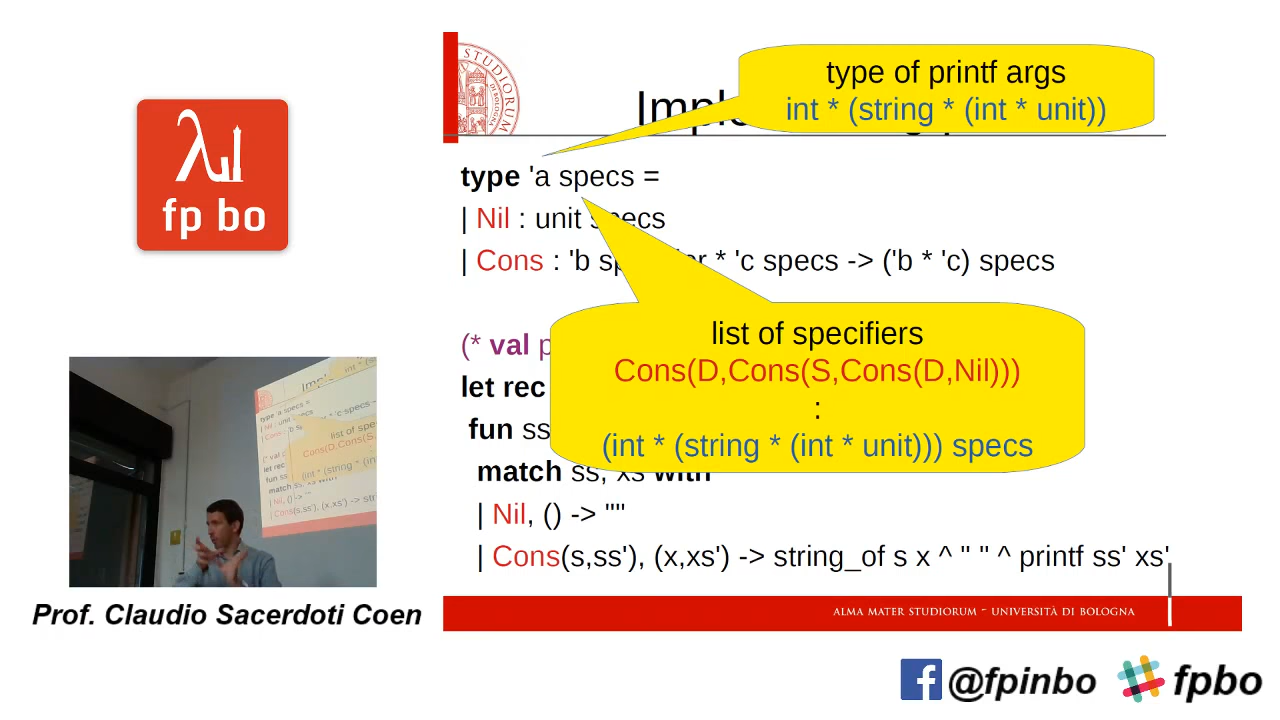 type of printf args
int * (string * (int * unit))
type 'a specs =
| Nil : unit specs
| Cons : 'b * 'c specs -> ('b * 'c) specs
list of specifiers
Cons(D,Cons(S,Cons(D,Nil)))
:
(int * (string * (int * unit))) specs
(* val
let rec
fun ss
match ss, xs with
| Nil, () -> ""
| Cons(s,ss'), (x,xs') -> string_of s x ^ " " ^ printf ss' xs'
ALMA MATER STUDIORUM - UNIVERSITÀ DI BOLOGNA
fp bo
Prof. Claudio Sacerdoti Coen
@fpinbo
fpbo